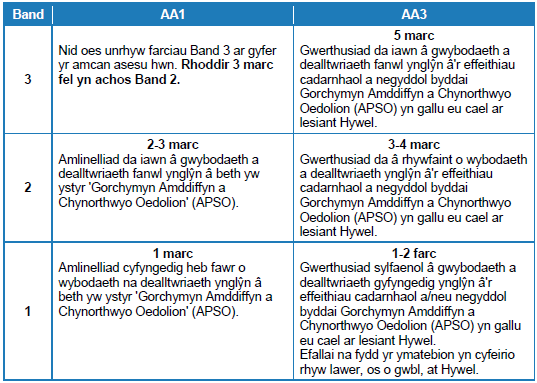 Band AA1 AA3
3
Nid oes unrhyw farciau Band 3 ar gyfer
yr amcan asesu hwn. Rhoddir 3 marc
fel yn achos Band 2.
5 marc
Gwerthusiad da iawn â gwybodaeth a
dealltwriaeth fanwl ynglŷn â'r effeithiau
cadarnhaol a negyddol byddai
Gorchymyn Amddiffyn a Chynorthwyo
Oedolion (APSO) yn gallu eu cael ar
lesiant Hywel.
2
2-3 marc
Amlinelliad da iawn â gwybodaeth a
dealltwriaeth fanwl ynglŷn â beth yw
ystyr 'Gorchymyn Amddiffyn a
Chynorthwyo Oedolion' (APSO).
3-4 marc
Gwerthusiad da â rhywfaint o wybodaeth
a dealltwriaeth ynglŷn â'r effeithiau
cadarnhaol a negyddol byddai
Gorchymyn Amddiffyn a Chynorthwyo
Oedolion (APSO) yn gallu eu cael ar
lesiant Hywel.
1
1 marc
Amlinelliad cyfyngedig heb fawr o
wybodaeth na dealltwriaeth ynglŷn â
beth yw ystyr 'Gorchymyn Amddiffyn a
Chynorthwyo Oedolion' (APSO).
1-2 farc
Gwerthusiad sylfaenol â gwybodaeth a
dealltwriaeth gyfyngedig ynglŷn â'r
effeithiau cadarnhaol a/neu negyddol
byddai Gorchymyn Amddiffyn a
Chynorthwyo Oedolion (APSO) yn gallu
eu cael ar lesiant Hywel.
Efallai na fydd yr ymatebion yn cyfeirio
rhyw lawer, os o gwbl, at Hywel.